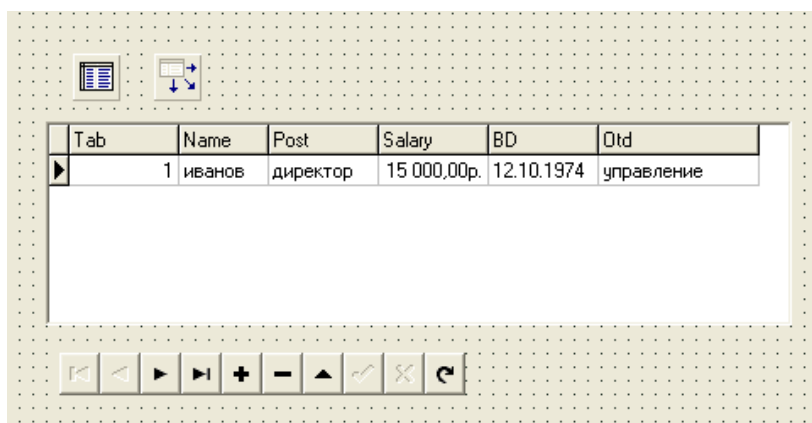 Tab Name Post Salary BD Otd
1 иванов директор 15 000,00р. 12.10.1974 управление